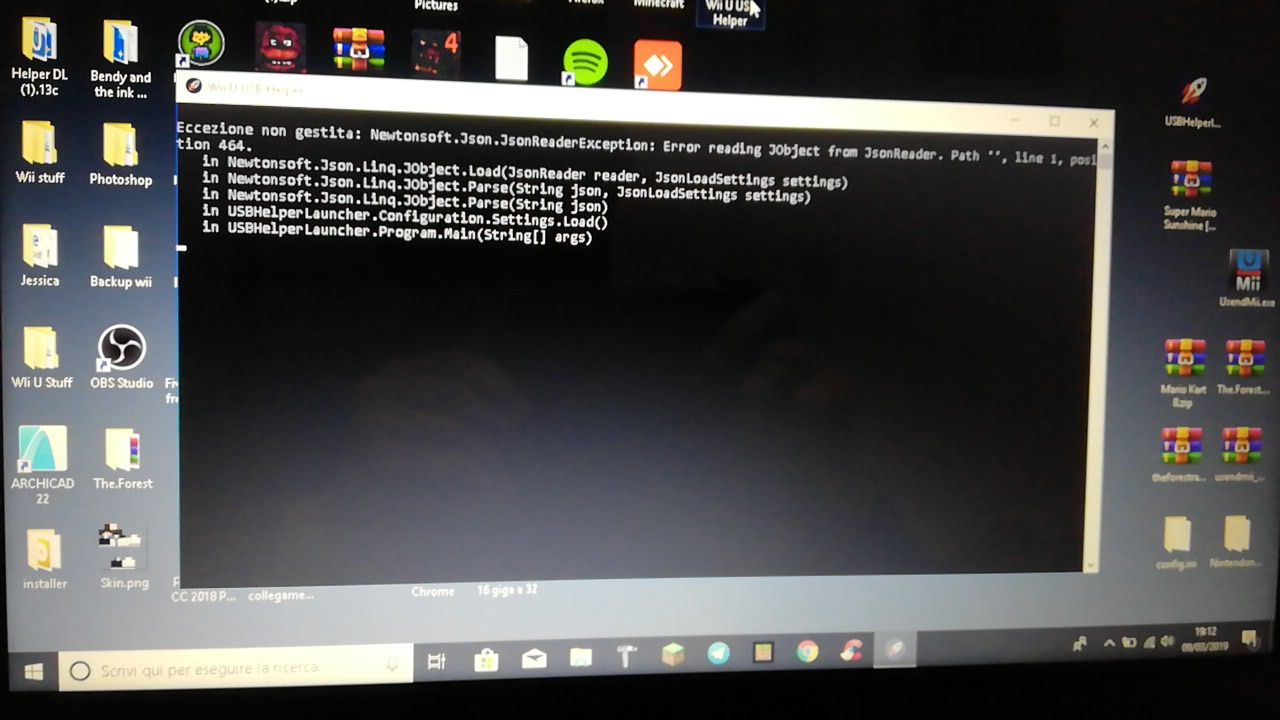 Pictures
Minecraft
Wii U USB
Helper
Helper DL
(1).13c
Bendy and
the ink ...
4
Wii U USB Helper
USBHelperl...
Eccezione non gestita: Newtonsoft.Json.JsonReaderException: Error reading JObject from JsonReader. Path '', line 1, posi
tion 464.
in Newtonsoft.Json.Linq.JObject.Load(JsonReader reader, JsonLoadSettings settings)
in Newtonsoft.Json.Linq.JObject.Parse(String json, JsonLoadSettings settings)
in Newtonsoft.Json.Linq.JObject.Parse(String json)
in USBHelperLauncher.Configuration.Settings.Load()
in USBHelperLauncher.Program.Main(String[] args)
Wii stuff
Photoshop
Super Mario
Sunshine [...
Jessica
Backup wii
U
Mii
UsendMii.exe
WIi U Stuff
OBS Studio
Mario Kart
8.zip
The.Forest...
ARCHICAD
22
The.Forest
theforestra...
usendmii_...
installer
Skin.png
CC 2018 P...
collegame...
Chrome
16 giga a 32
config.ini
Nintendon...
Scrivi qui per eseguire la ricerca
19:12